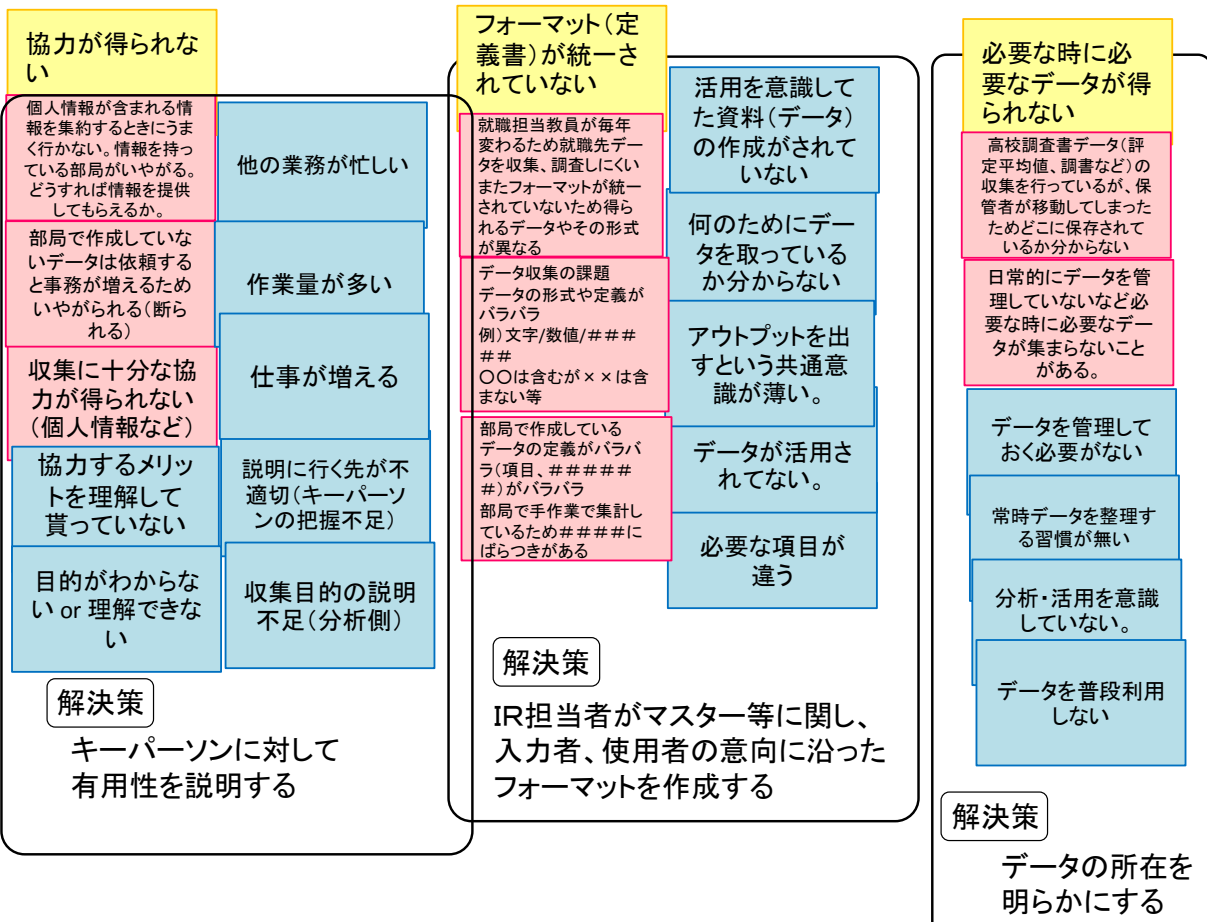 協力が得られな
い
個人情報が含まれる情
報を集約するときにうま
く行かない。情報を持っ
ている部局がいやがる。
どうすれば情報を提供
してもらえるか。
部局で作成していな
いデータは依頼する
と事務が増えるため
いやがられる(断ら
れる)
収集に十分な協
力が得られない
(個人情報など)
協力するメリッ
トを理解して
貰っていない
目的がわからな
い or 理解できな
い
他の業務が忙しい
作業量が多い
仕事が増える
説明に行く先が不
適切(キーパーソ
ンの把握不足)
収集目的の説明
不足(分析側)
解決策
キーパーソンに対して
有用性を説明する
フォーマット(定
義書)が統一さ
れていない
就職担当教員が毎年
変わるため就職先デー
タを収集、調査しにくい
またフォーマットが統一
されていないため得ら
れるデータやその形式
が異なる
データ収集の課題
データの形式や定義が
バラバラ
例)文字/数値/###
##
〇〇は含むが××は含
まない等
部局で作成している
データの定義がバラバ
ラ(項目、#####
#)がバラバラ
部局で手作業で集計し
ているため####に
ばらつきがある
活用を意識して
た資料(データ)
の作成がされて
いない
何のためにデー
タを取っている
か分からない
アウトプットを出
すという共通意
識が薄い。
データが活用さ
れてない。
必要な項目が
違う
解決策
IR担当者がマスター等に関し、
入力者、使用者の意向に沿った
フォーマットを作成する
必要な時に必
要なデータが得
られない
高校調査書データ(評
定平均値、調書など)の
収集を行っているが、保
管者が移動してしまった
ためどこに保存されて
いるか分からない
日常的にデータを管
理していないなど必
要な時に必要なデー
タが集まらないこと
がある。
データを管理して
おく必要がない
常時データを整理す
る習慣が無い
分析・活用を意識
していない。
データを普段利用
しない
解決策
データの所在を
明らかにする